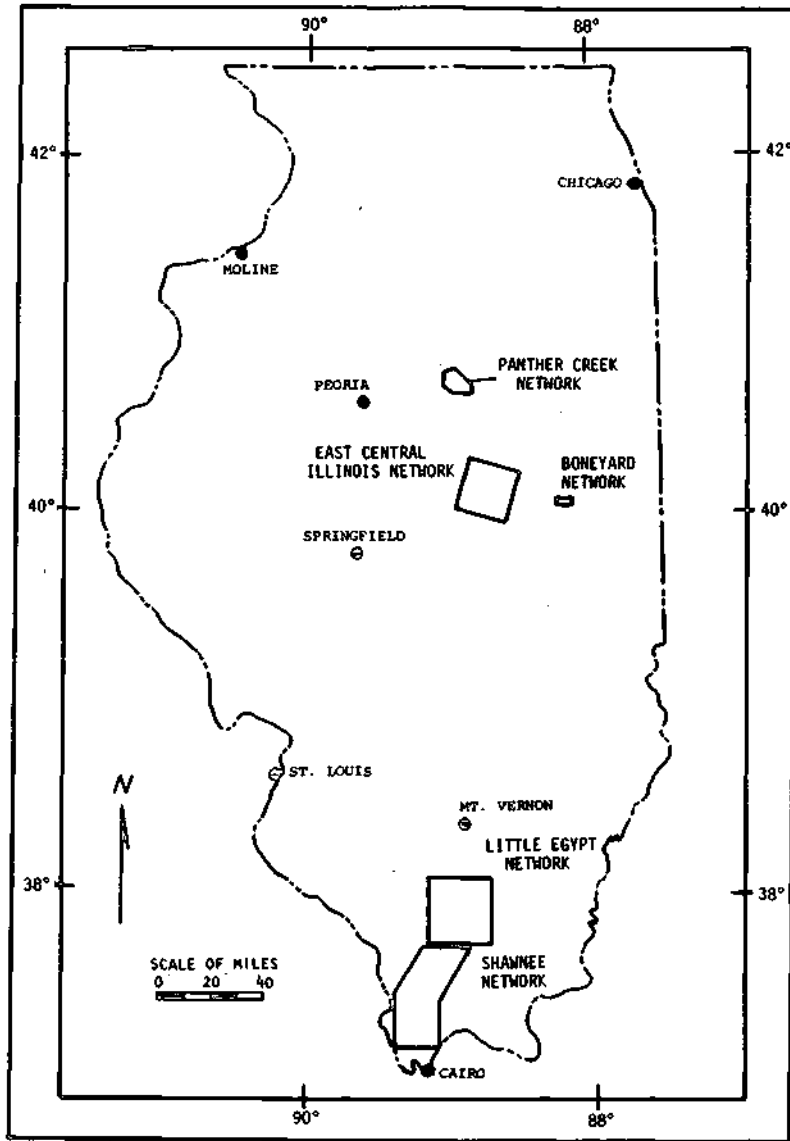 90°
88°
42°
42°
CHICAGO
MOLINE
PANTHER CREEK
NETWORK
PEORIA
EAST CENTRAL
ILLINOIS NETWORK
BONEYARD
NETWORK
40°
40°
SPRINGFIELD
ST. LOUIS
N
MT. VERNON
LITTLE EGYPT
NETWORK
38°
38°
SCALE OF MILES
0 20 40
SHAWNEE
NETWORK
CAIRO
90°
88°